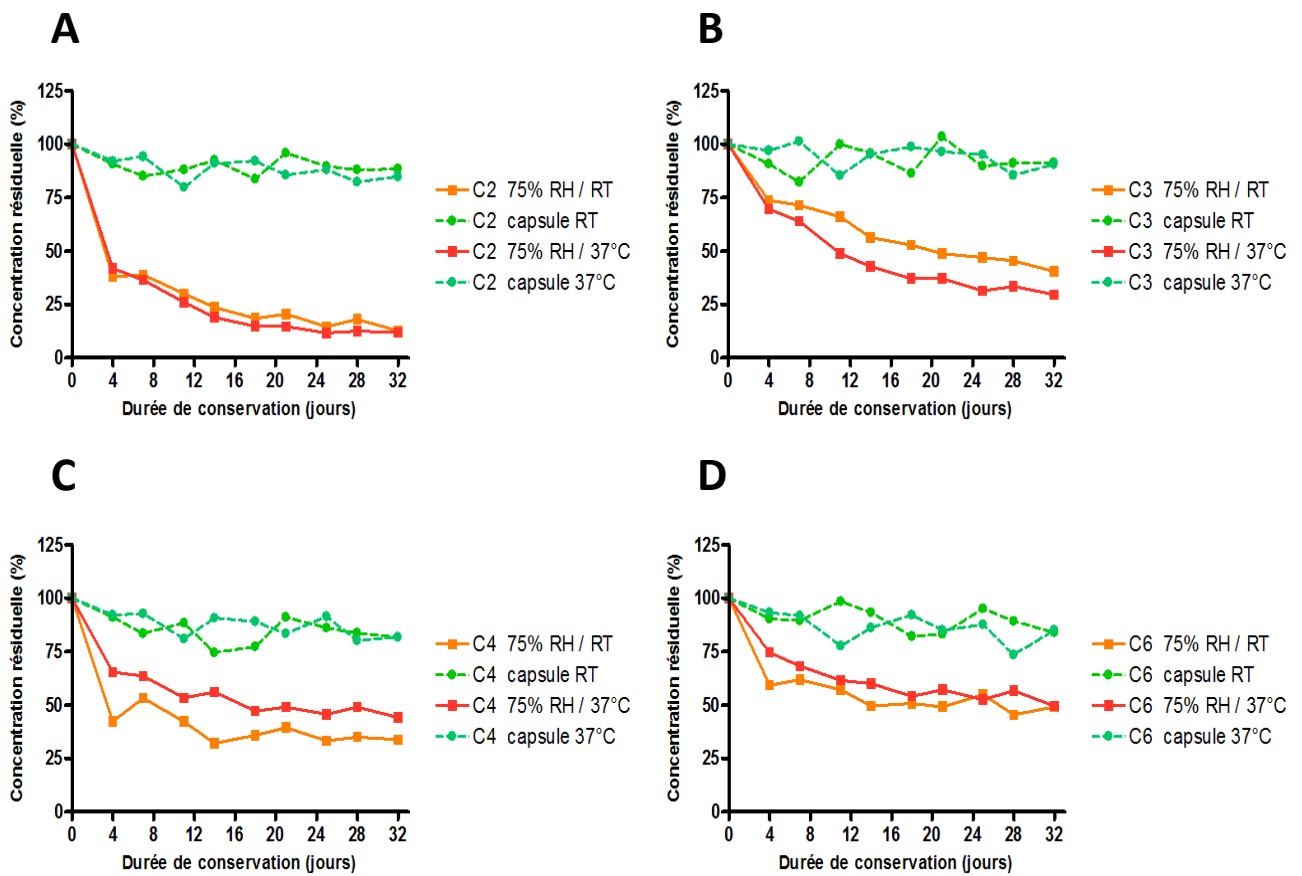 A
Concentration résiduelle (%)
125
100
75
50
25
0
0 4 8 12 16 20 24 28 32
Durée de conservation (jours)
C2 75% RH / RT
C2 capsule RT
C2 75% RH / 37°C
C2 capsule 37°C
B
Concentration résiduelle (%)
125
100
75
50
25
0
0 4 8 12 16 20 24 28 32
Durée de conservation (jours)
C3 75% RH / RT
C3 capsule RT
C3 75% RH / 37°C
C3 capsule 37°C
C
Concentration résiduelle (%)
125
100
75
50
25
0
0 4 8 12 16 20 24 28 32
Durée de conservation (jours)
C4 75% RH / RT
C4 capsule RT
C4 75% RH / 37°C
C4 capsule 37°C
D
Concentration résiduelle (%)
125
100
75
50
25
0
0 4 8 12 16 20 24 28 32
Durée de conservation (jours)
C6 75% RH / RT
C6 capsule RT
C6 75% RH / 37°C
C6 capsule 37°C